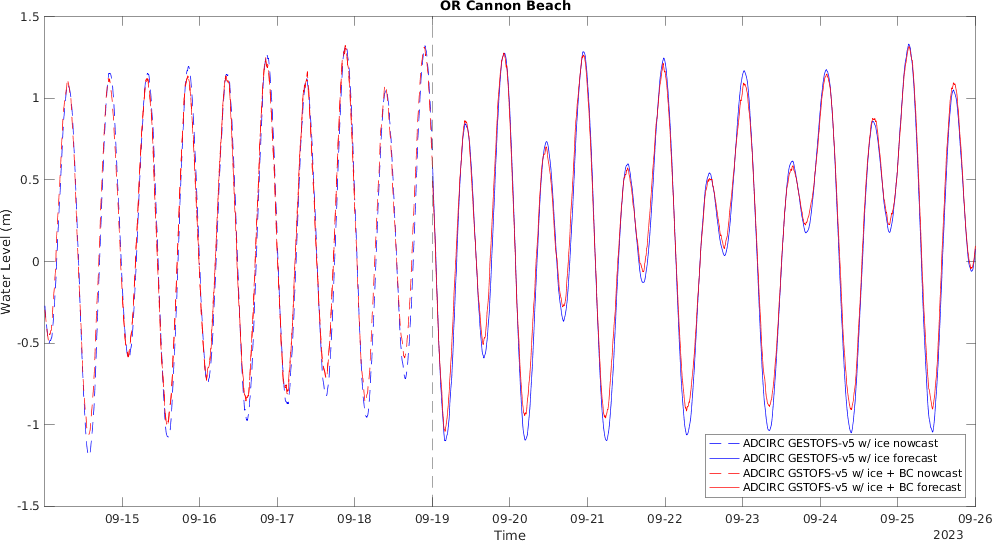 OR Cannon Beach
1.5
1
0.5
0
-0.5
-1
-1.5
Water Level (m)
ADCIRC GESTOFS-v5 w/ ice nowcast
ADCIRC GESTOFS-v5 w/ ice forecast
ADCIRC GSTOFS-v5 w/ ice + BC nowcast
ADCIRC GSTOFS-v5 w/ ice + BC forecast
09-15 09-16 09-17 09-18 09-19 09-20 09-21 09-22 09-23 09-24 09-25 09-26
Time
2023